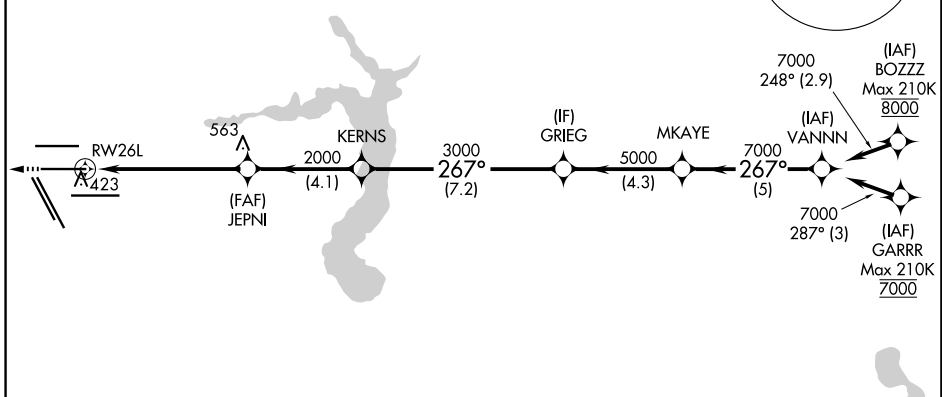 (IAF)
BOZZZ
Max 210K
8000
7000
248° (2.9)
(IAF)
VANNN
(IF)
GRIEG
MKAYE
KERNS
563
RW26L
423
2000
(4.1)
3000
267°
(7.2)
5000
(4.3)
7000
267°
(5)
(FAF)
JEPNI
7000
287° (3)
(IAF)
GARRR
Max 210K
7000